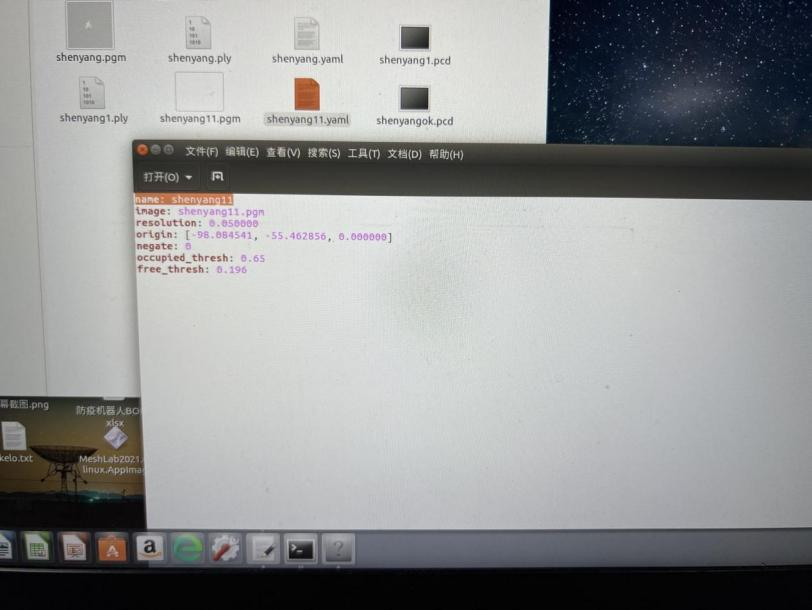 shenyang.pgm
shenyang.ply
shenyang.yaml
shenyang1.pcd
shenyang1.ply
shenyang11.pgm
shenyang11.yaml
shenyangok.pcd
文件(F) 编辑(E) 查看(V) 搜索(S) 工具(T) 文档(D) 帮助(H)
打开(O)
name: shenyang11
image: shenyang11.pgm
resolution: 0.050000
origin: [-98.084541, -55.462856, 0.000000]
negate: 0
occupied_thresh: 0.65
free_thresh: 0.196
幕截图.png
防疫机器人BO
xlsx
kelo.txt
MeshLab2021.
linux.AppIma